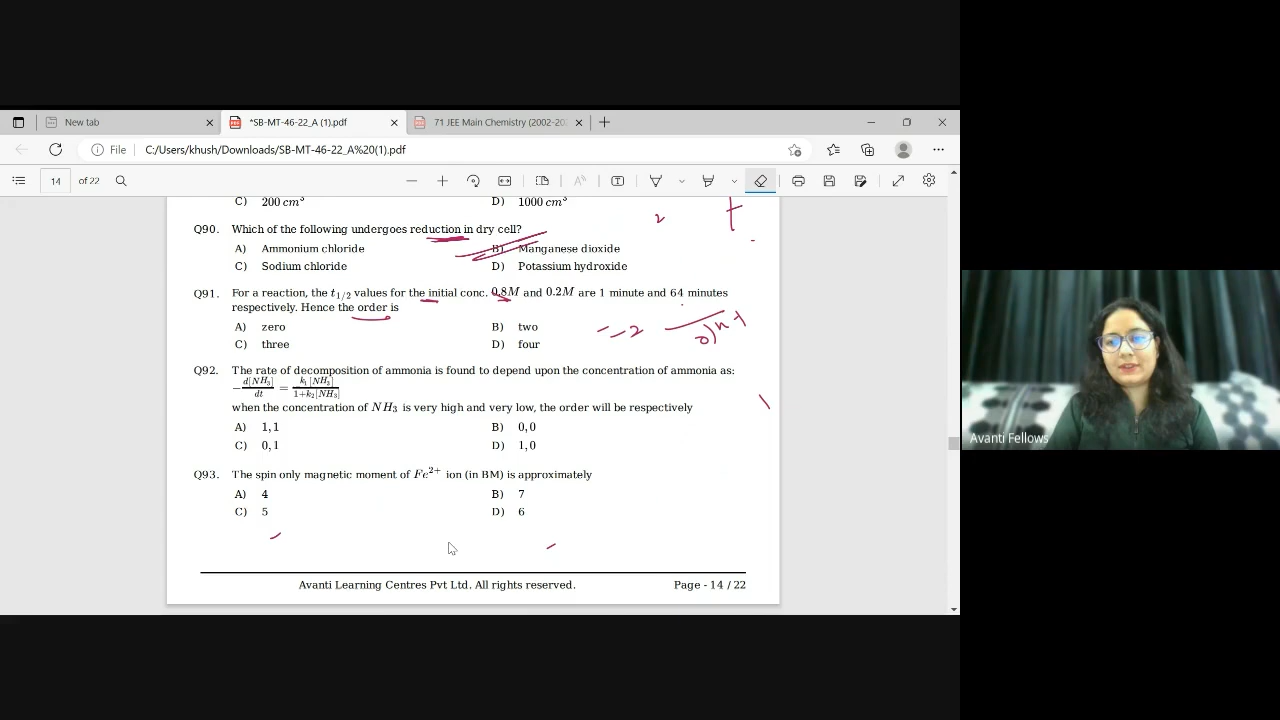 New tab
*SB-MT-46-22_A (1).pdf
71 JEE Main Chemistry (2002-202
File C:/Users/khush/Downloads/SB-MT-46-22_A%20(1).pdf
14 of 22
C) 200 cm³ D) 1000 cm³
Q90. Which of the following undergoes reduction in dry cell?
A) Ammonium chloride B) Manganese dioxide
C) Sodium chloride D) Potassium hydroxide
Q91. For a reaction, the t1/2 values for the initial conc. 0.8M and 0.2M are 1 minute and 64 minutes
respectively. Hence the order is
A) zero B) two
C) three D) four
Q92. The rate of decomposition of ammonia is found to depend upon the concentration of ammonia as:
−d[NH3]/dt = k1[NH3]/1+k2[NH3]
when the concentration of NH3 is very high and very low, the order will be respectively
A) 1,1 B) 0,0
C) 0,1 D) 1,0
Q93. The spin only magnetic moment of Fe2+ ion (in BM) is approximately
A) 4 B) 7
C) 5 D) 6
Avanti Learning Centres Pvt Ltd. All rights reserved. Page - 14 / 22
Avanti Fellows